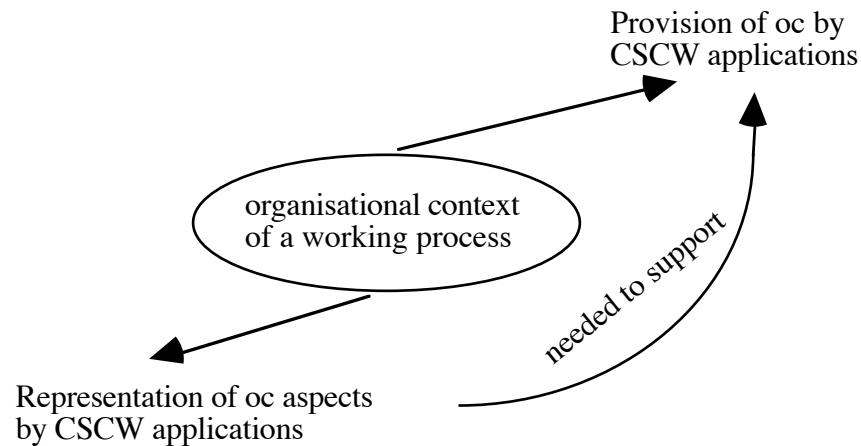 Provision of oc by
CSCW applications
organisational context
of a working process
needed to support
Representation of oc aspects
by CSCW applications